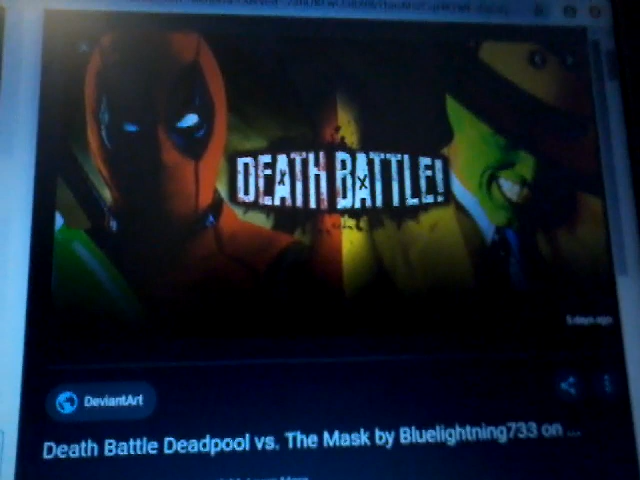 DEATH BATTLE!
5 days ago
DeviantArt
Death Battle Deadpool vs. The Mask by Bluelightning733 on ...